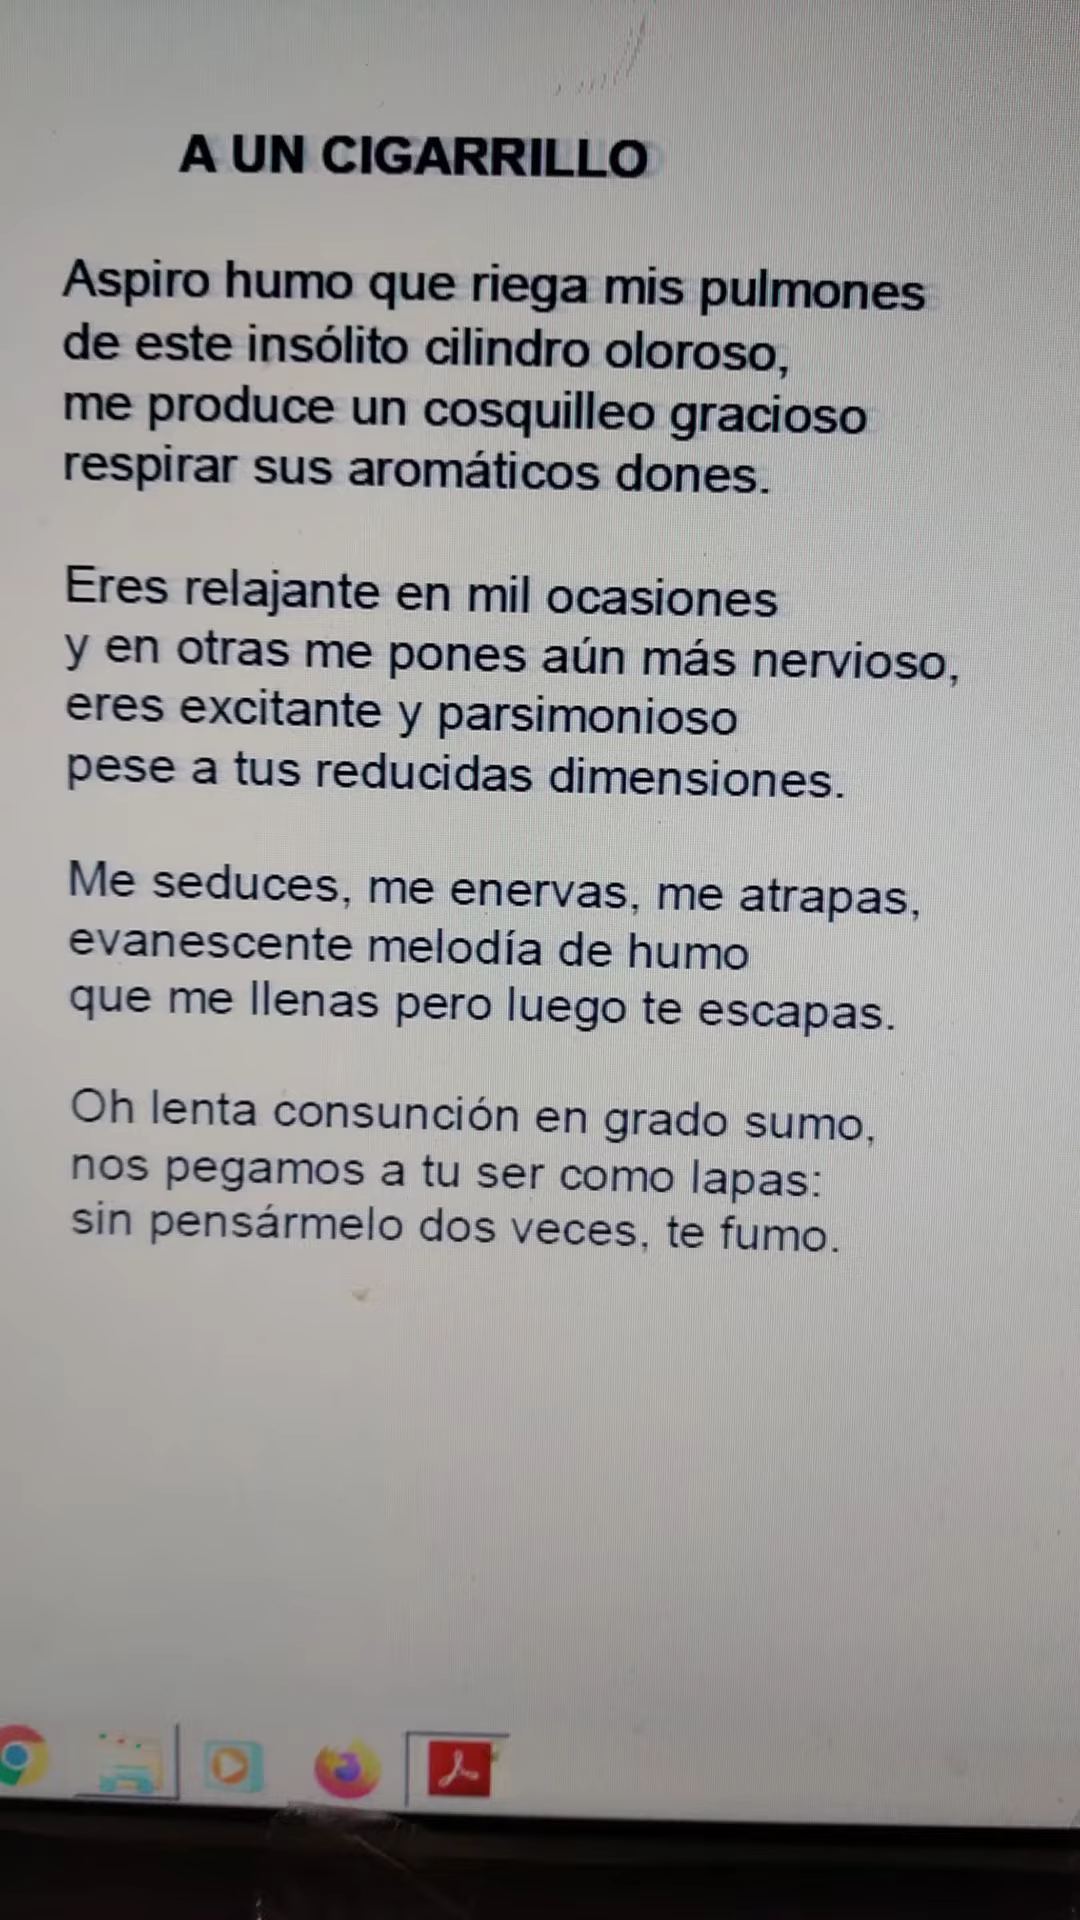 A UN CIGARRILLO
Aspiro humo que riega mis pulmones
de este insólito cilindro oloroso,
me produce un cosquilleo gracioso
respirar sus aromáticos dones.
Eres relajante en mil ocasiones
y en otras me pones aún más nervioso,
eres excitante y parsimonioso
pese a tus reducidas dimensiones.
Me seduces, me enervas, me atrapas,
evanescente melodía de humo
que me llenas pero luego te escapas.
Oh lenta consunción en grado sumo,
nos pegamos a tu ser como lapas:
sin pensármelo dos veces, te fumo.